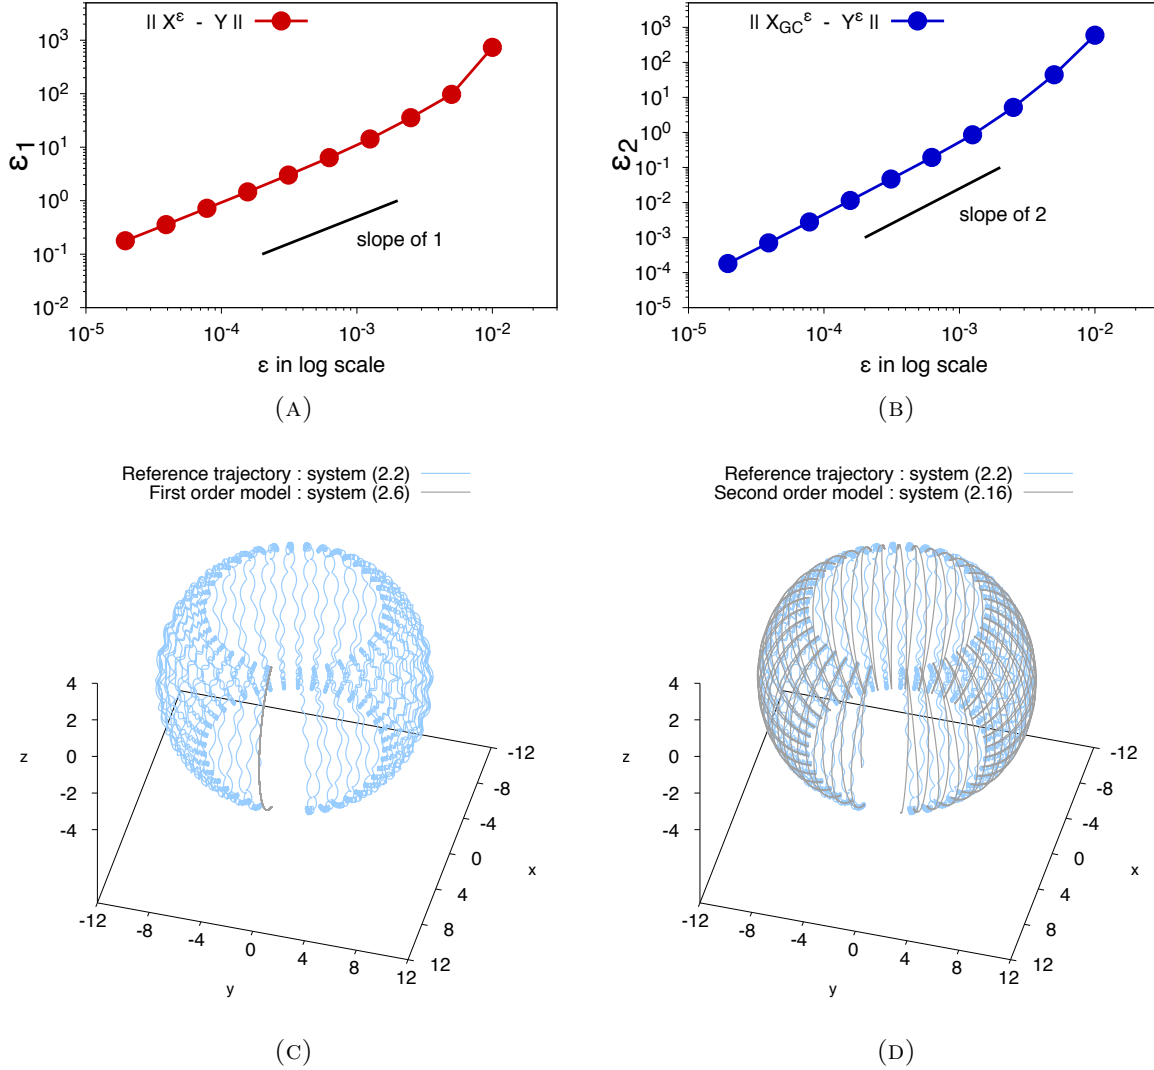 || X^ε - Y ||
10^3
10^2
10^1
10^0
10^-1
10^-2
ε_1
slope of 1
10^-5 10^-4 10^-3 10^-2
ε in log scale
(A)
|| X_GC^ε - Y^ε ||
10^3
10^2
10^1
10^0
10^-1
10^-2
10^-3
10^-4
10^-5
ε_2
slope of 2
10^-5 10^-4 10^-3 10^-2
ε in log scale
(B)
Reference trajectory : system (2.2)
First order model : system (2.6)
4
2
0
-2
-4
z
-12
-8
-4
0
4
8
12
x
-12 -8 -4 0 4 8 12
y
(C)
Reference trajectory : system (2.2)
Second order model : system (2.16)
4
2
0
-2
-4
z
-12
-8
-4
0
4
8
12
x
-12 -8 -4 0 4 8 12
y
(D)